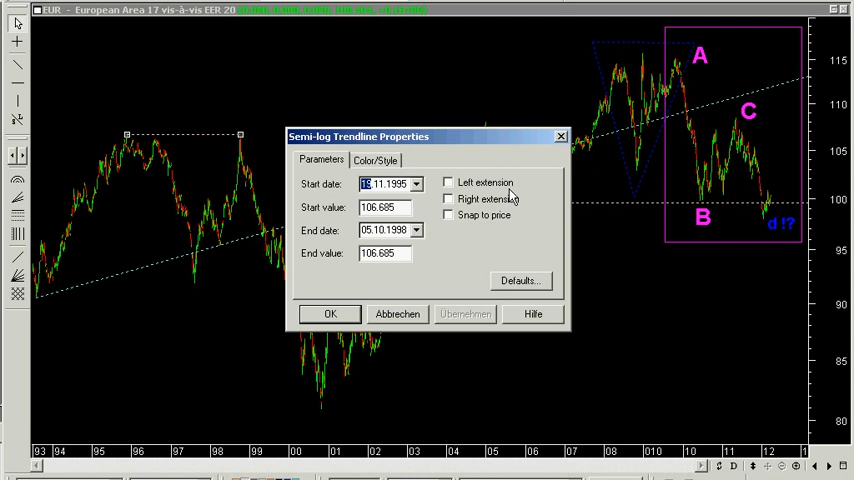 EUR - European Area 17 vis-à-vis EER 20
A
115
110
C
Semi-log Trendline Properties
Parameters
Color/Style
105
Start date:
19.11.1995
Left extension
Start value:
106.685
Right extension
100
Snap to price
B
d !?
End date:
05.10.1998
End value:
106.685
95
Defaults...
90
OK
Abbrechen
Übernehmen
Hilfe
85
80
93 94 95 96 97 98 99 00 01 02 03 04 05 06 07 08 09 010 10 11 12 1
D